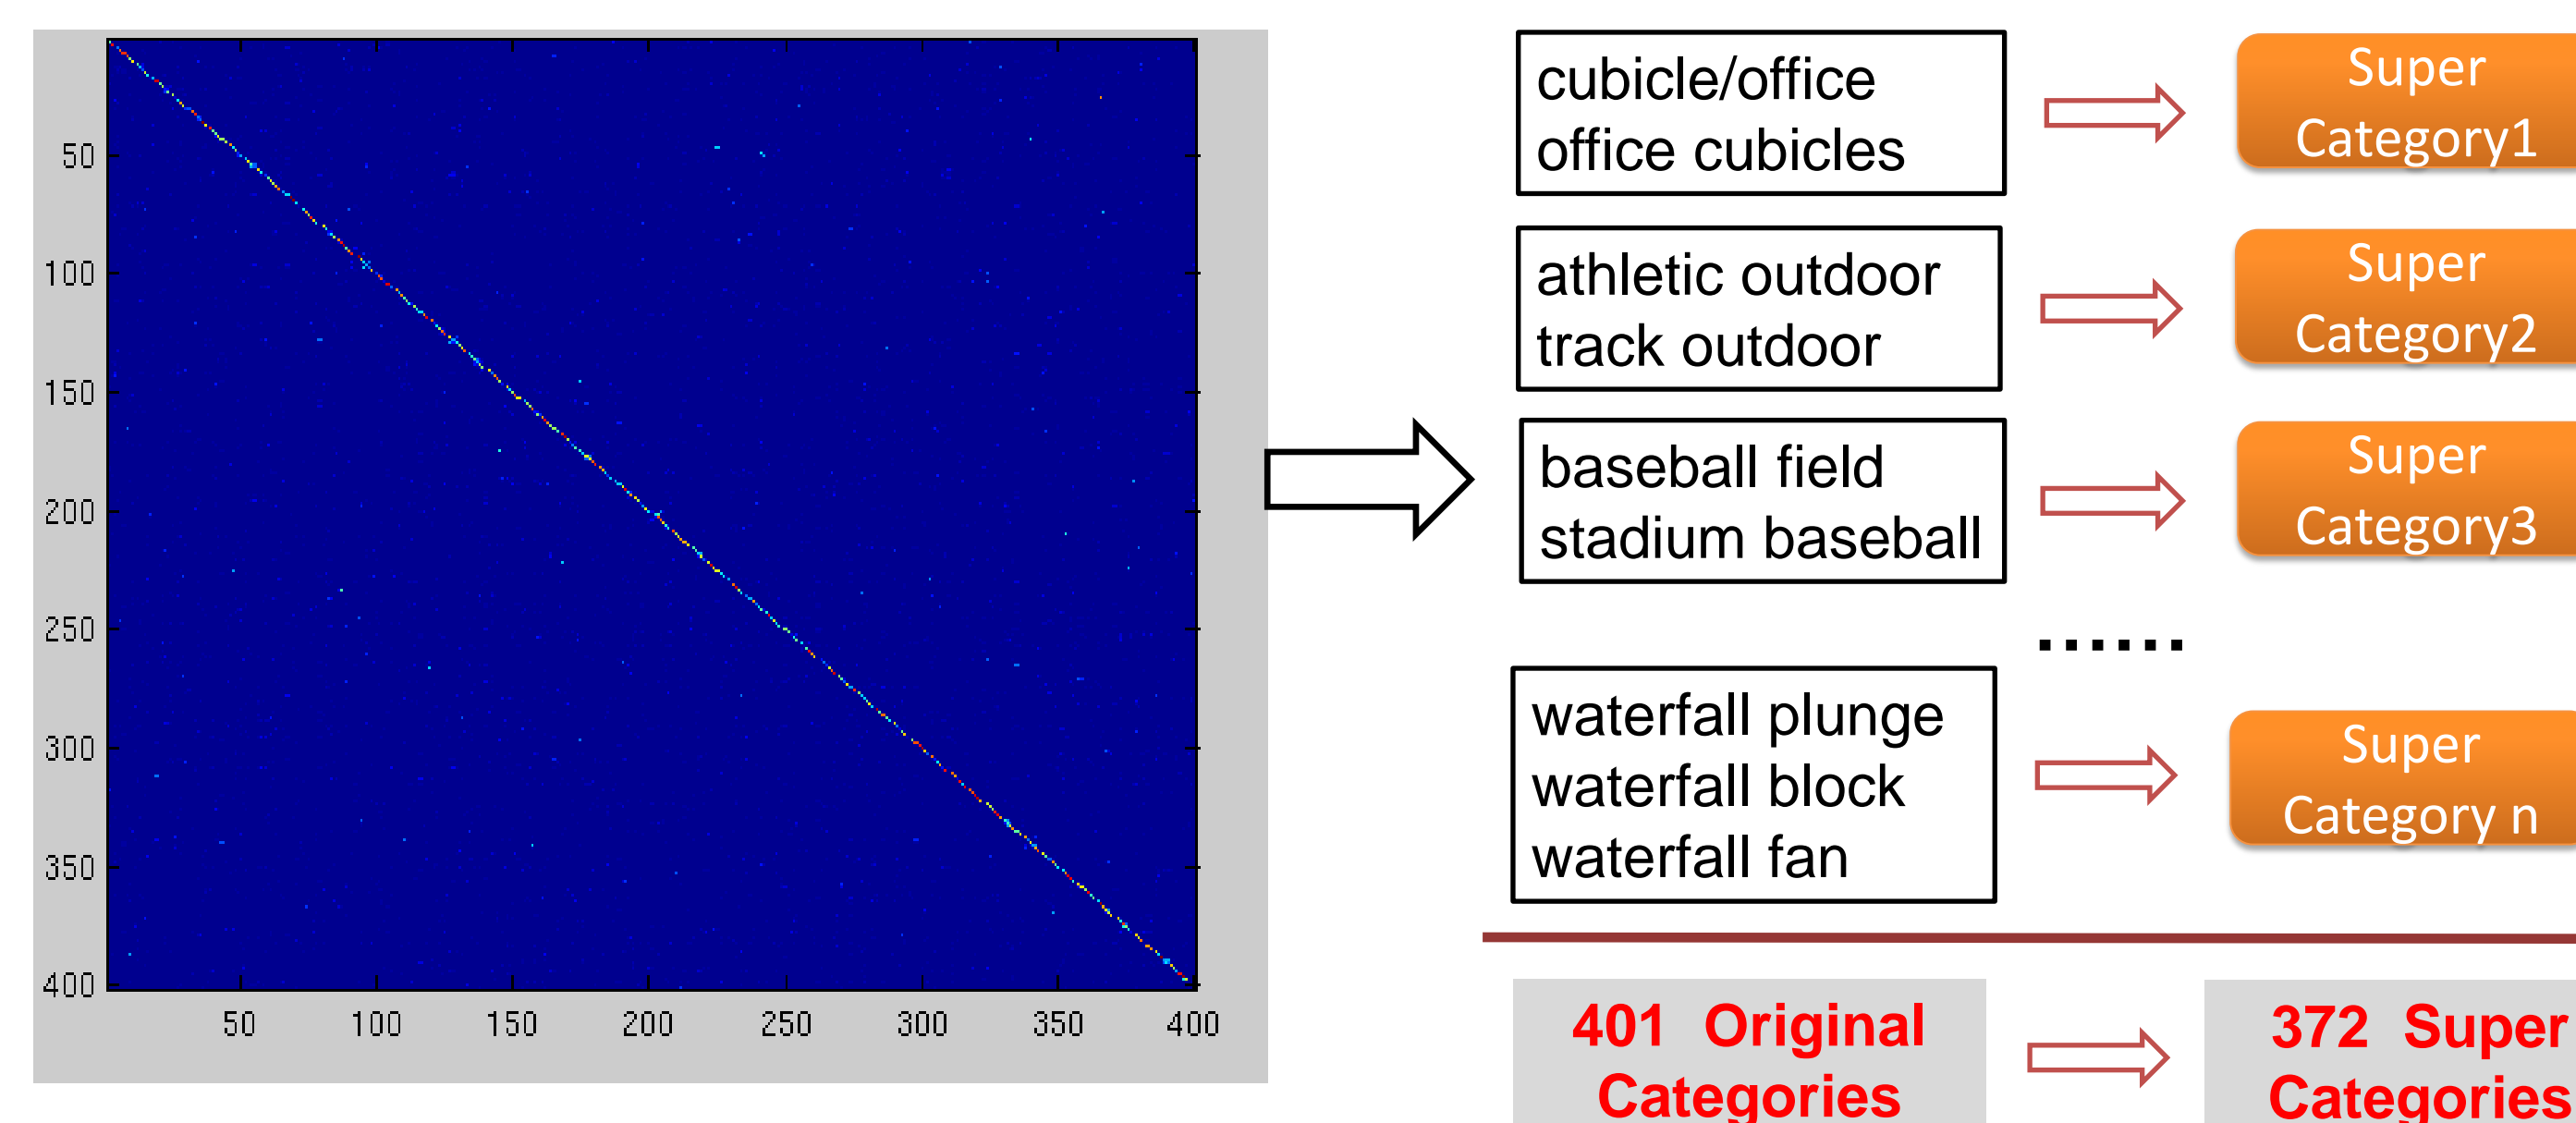 50
100
150
200
250
300
350
400
50 100 150 200 250 300 350 400
cubicle/office
office cubicles
Super
Category1
athletic outdoor
track outdoor
Super
Category2
baseball field
stadium baseball
Super
Category3
......
waterfall plunge
waterfall block
waterfall fan
Super
Category n
401 Original
Categories
372 Super
Categories